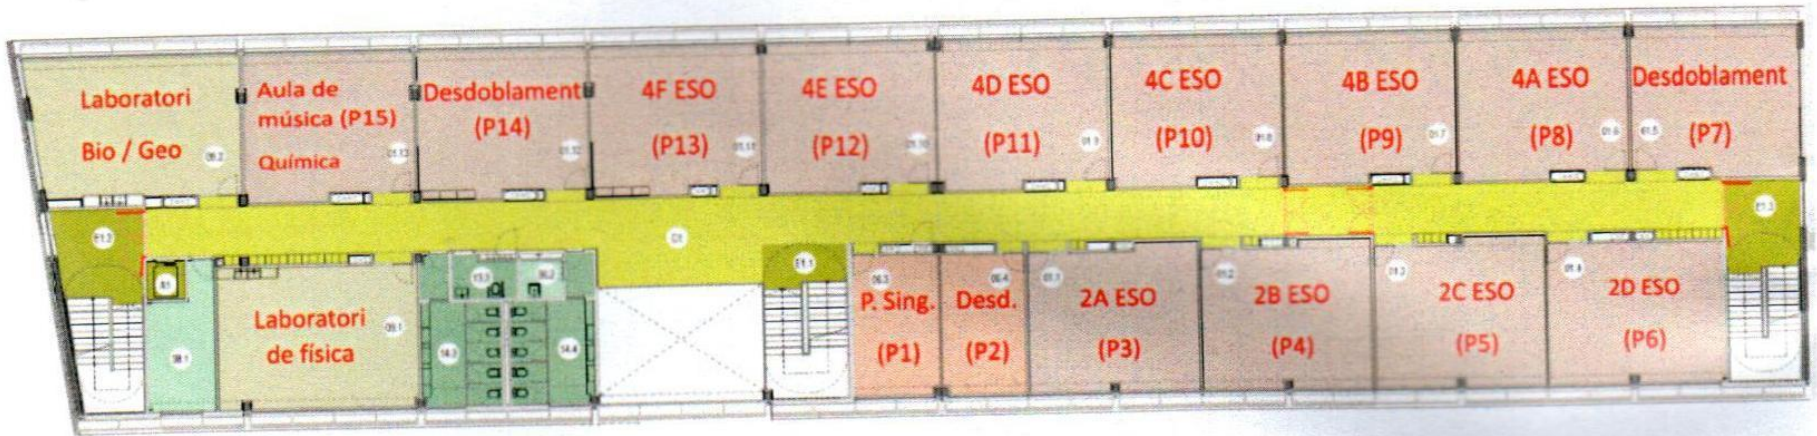 Laboratori
Bio / Geo
Aula de
música (P15)
Química
Desdoblament
(P14)
4F ESO
(P13)
4E ESO
(P12)
4D ESO
(P11)
4C ESO
(P10)
4B ESO
(P9)
4A ESO
(P8)
Desdoblament
(P7)
Laboratori
de física
P. Sing.
(P1)
Desd.
(P2)
2A ESO
(P3)
2B ESO
(P4)
2C ESO
(P5)
2D ESO
(P6)
E1.1